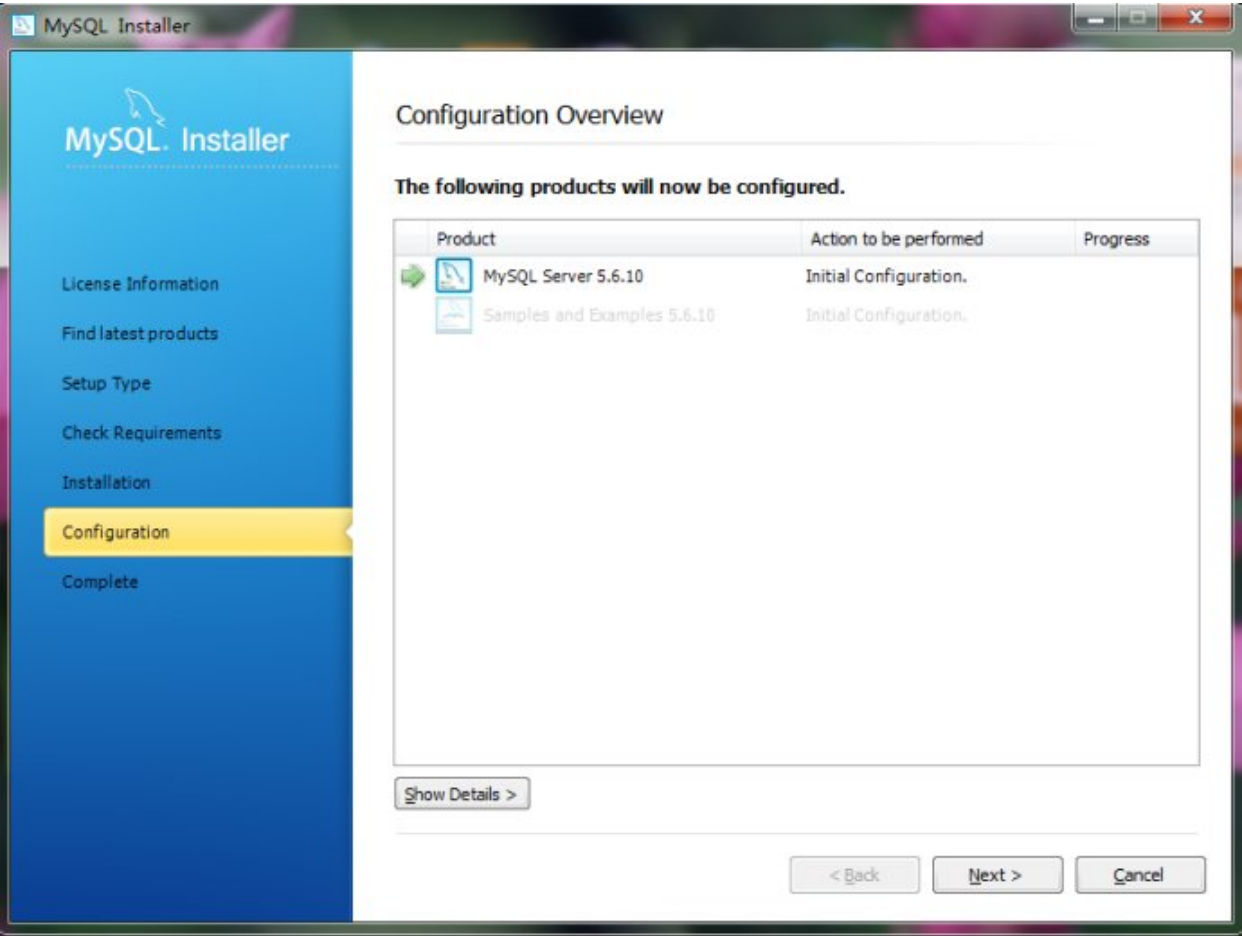 MySQL Installer
MySQL. Installer
Configuration Overview
The following products will now be configured.
Product Action to be performed Progress
MySQL Server 5.6.10 Initial Configuration.
Samples and Examples 5.6.10 Initial Configuration.
License Information
Find latest products
Setup Type
Check Requirements
Installation
Configuration
Complete
Show Details >
< Back Next > Cancel